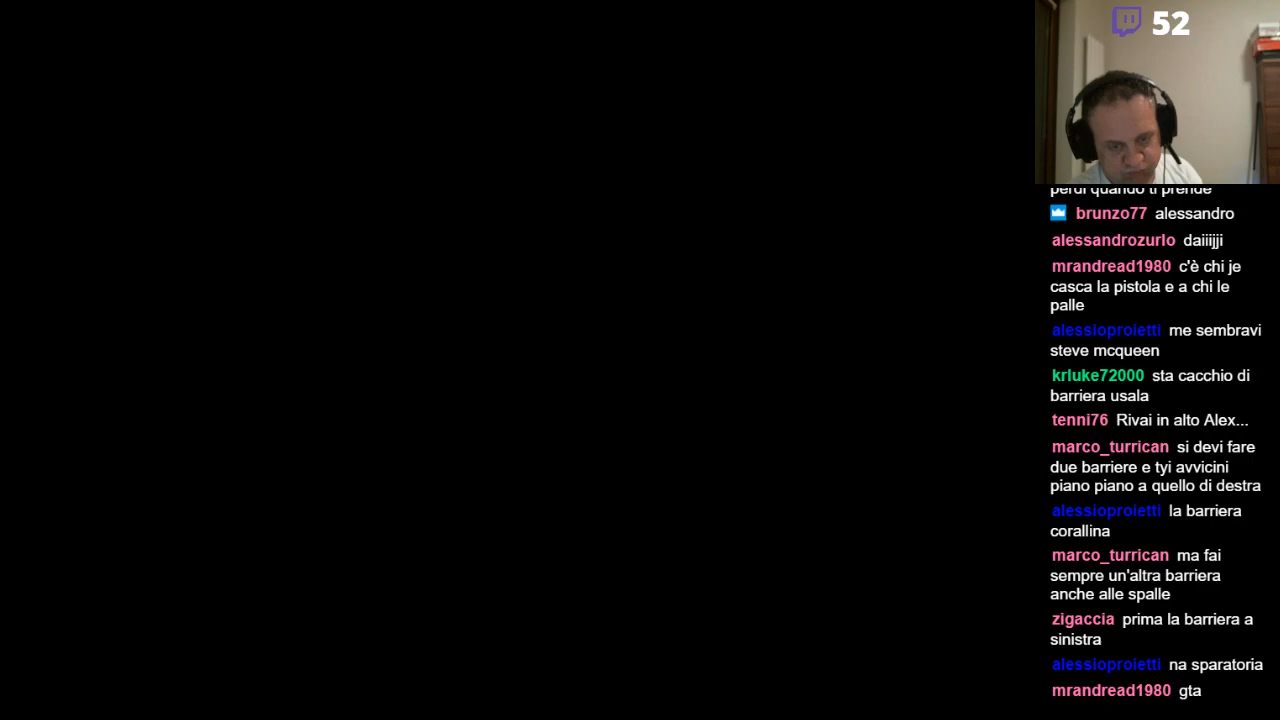 52
perdi quando ti prende
brunzo77 alessandro
alessandrozurlo daiiijji
mrandread1980 c'è chi je
casca la pistola e a chi le
palle
alessioproietti me sembravi
steve mcqueen
krluke72000 sta cacchio di
barriera usala
tenni76 Rivai in alto Alex...
marco_turrican si devi fare
due barriere e tyi avvicini
piano piano a quello di destra
alessioproietti la barriera
corallina
marco_turrican ma fai
sempre un'altra barriera
anche alle spalle
zigaccia prima la barriera a
sinistra
alessioproietti na sparatoria
mrandread1980 gta